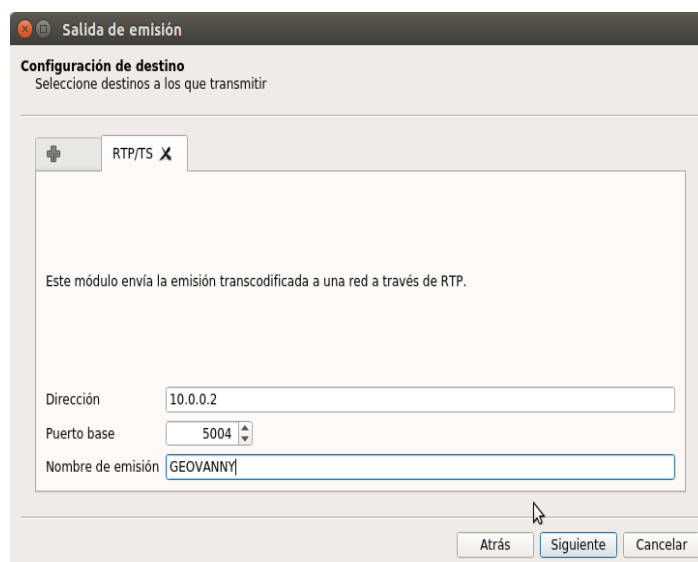 Salida de emisión
Configuración de destino
Seleccione destinos a los que transmitir
RTP/TS
Este módulo envía la emisión transcodificada a una red a través de RTP.
Dirección 10.0.0.2
Puerto base 5004
Nombre de emisión GEOVANNY
Atrás Siguiente Cancelar